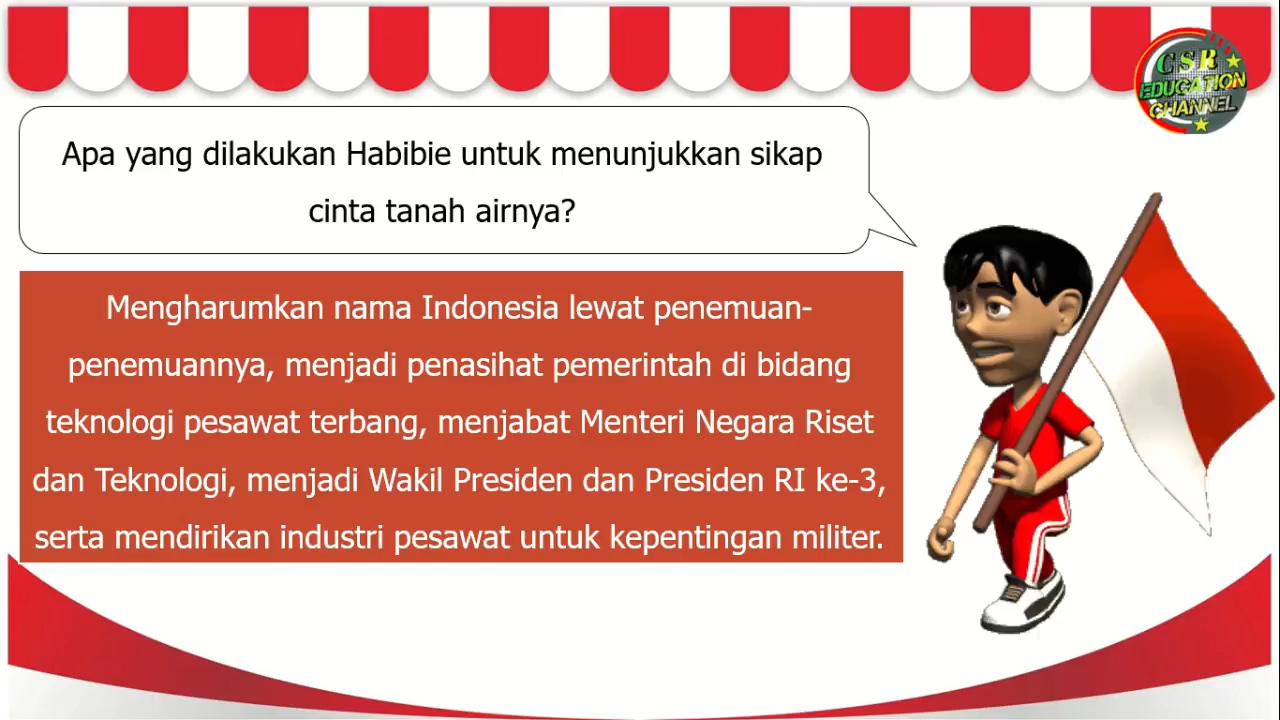 CSR
EDUCATION
CHANNEL
Apa yang dilakukan Habibie untuk menunjukkan sikap
cinta tanah airnya?
Mengharumkan nama Indonesia lewat penemuan-
penemuannya, menjadi penasihat pemerintah di bidang
teknologi pesawat terbang, menjabat Menteri Negara Riset
dan Teknologi, menjadi Wakil Presiden dan Presiden RI ke-3,
serta mendirikan industri pesawat untuk kepentingan militer.